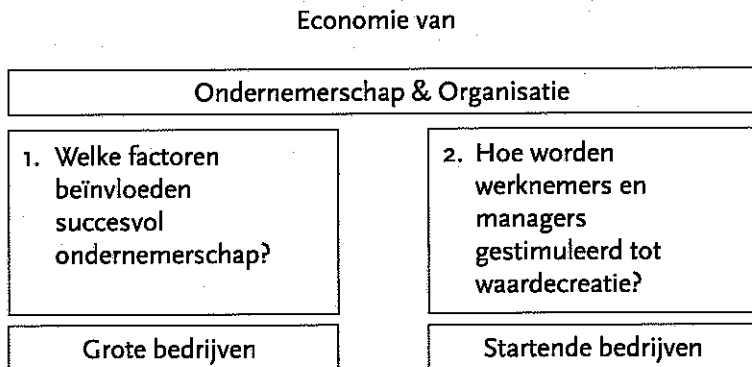 Economie van
Ondernemerschap & Organisatie
1. Welke factoren
beïnvloeden
succesvol
ondernemerschap?
2. Hoe worden
werknemers en
managers
gestimuleerd tot
waardecreatie?
Grote bedrijven
Startende bedrijven